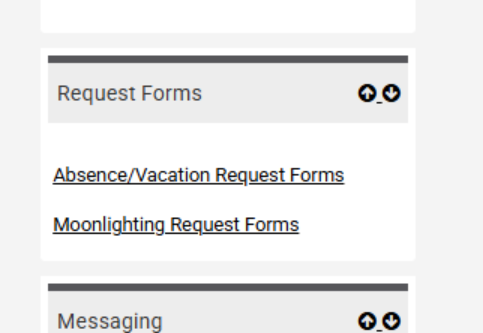 Request Forms
Absence/Vacation Request Forms
Moonlighting Request Forms
Messaging